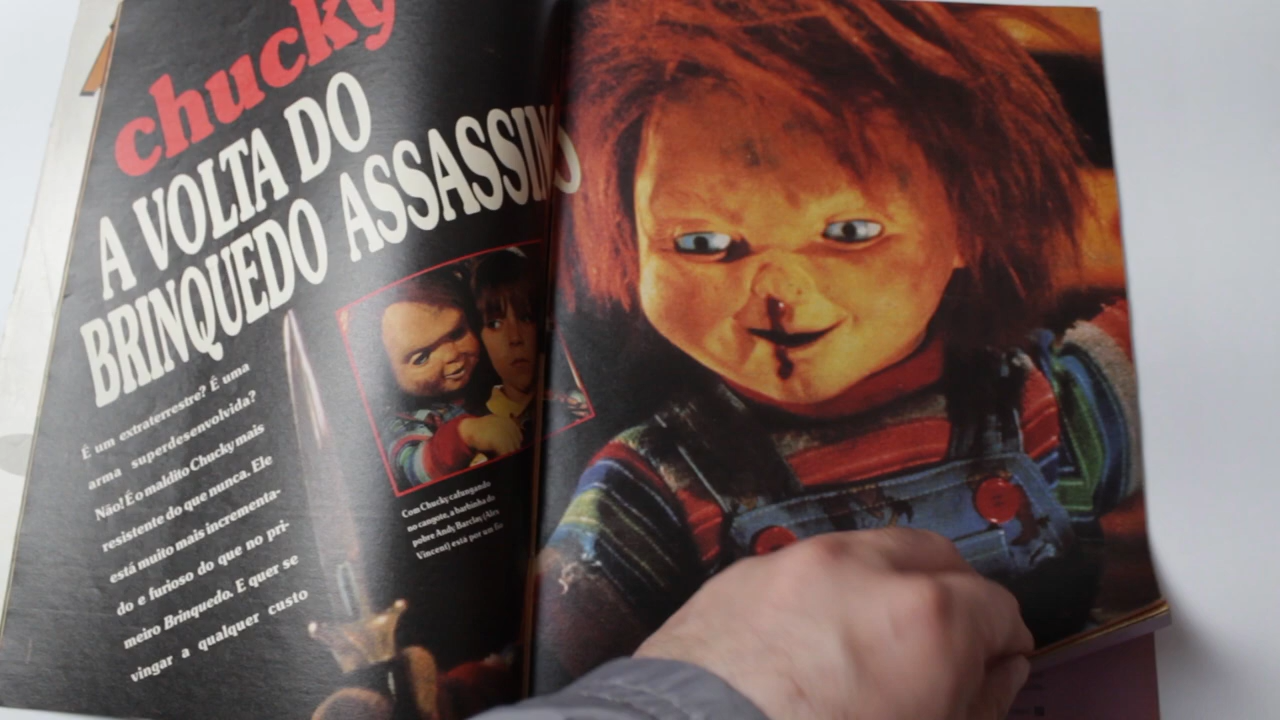 chucky
A VOLTA DO
BRINQUEDO ASSASSINO
É um extraterrestre? É uma
arma superdesenvolvida?
Não! É o maldito Chucky mais
resistente do que nunca. Ele
está muito mais incrementa-
do e furioso do que no pri-
meiro Brinquedo. E quer se
vingar a qualquer custo
Com Chucky cafungando
no cangote, a barbinha do
pobre Andy Barclay (Alex
Vincent) está por um fio